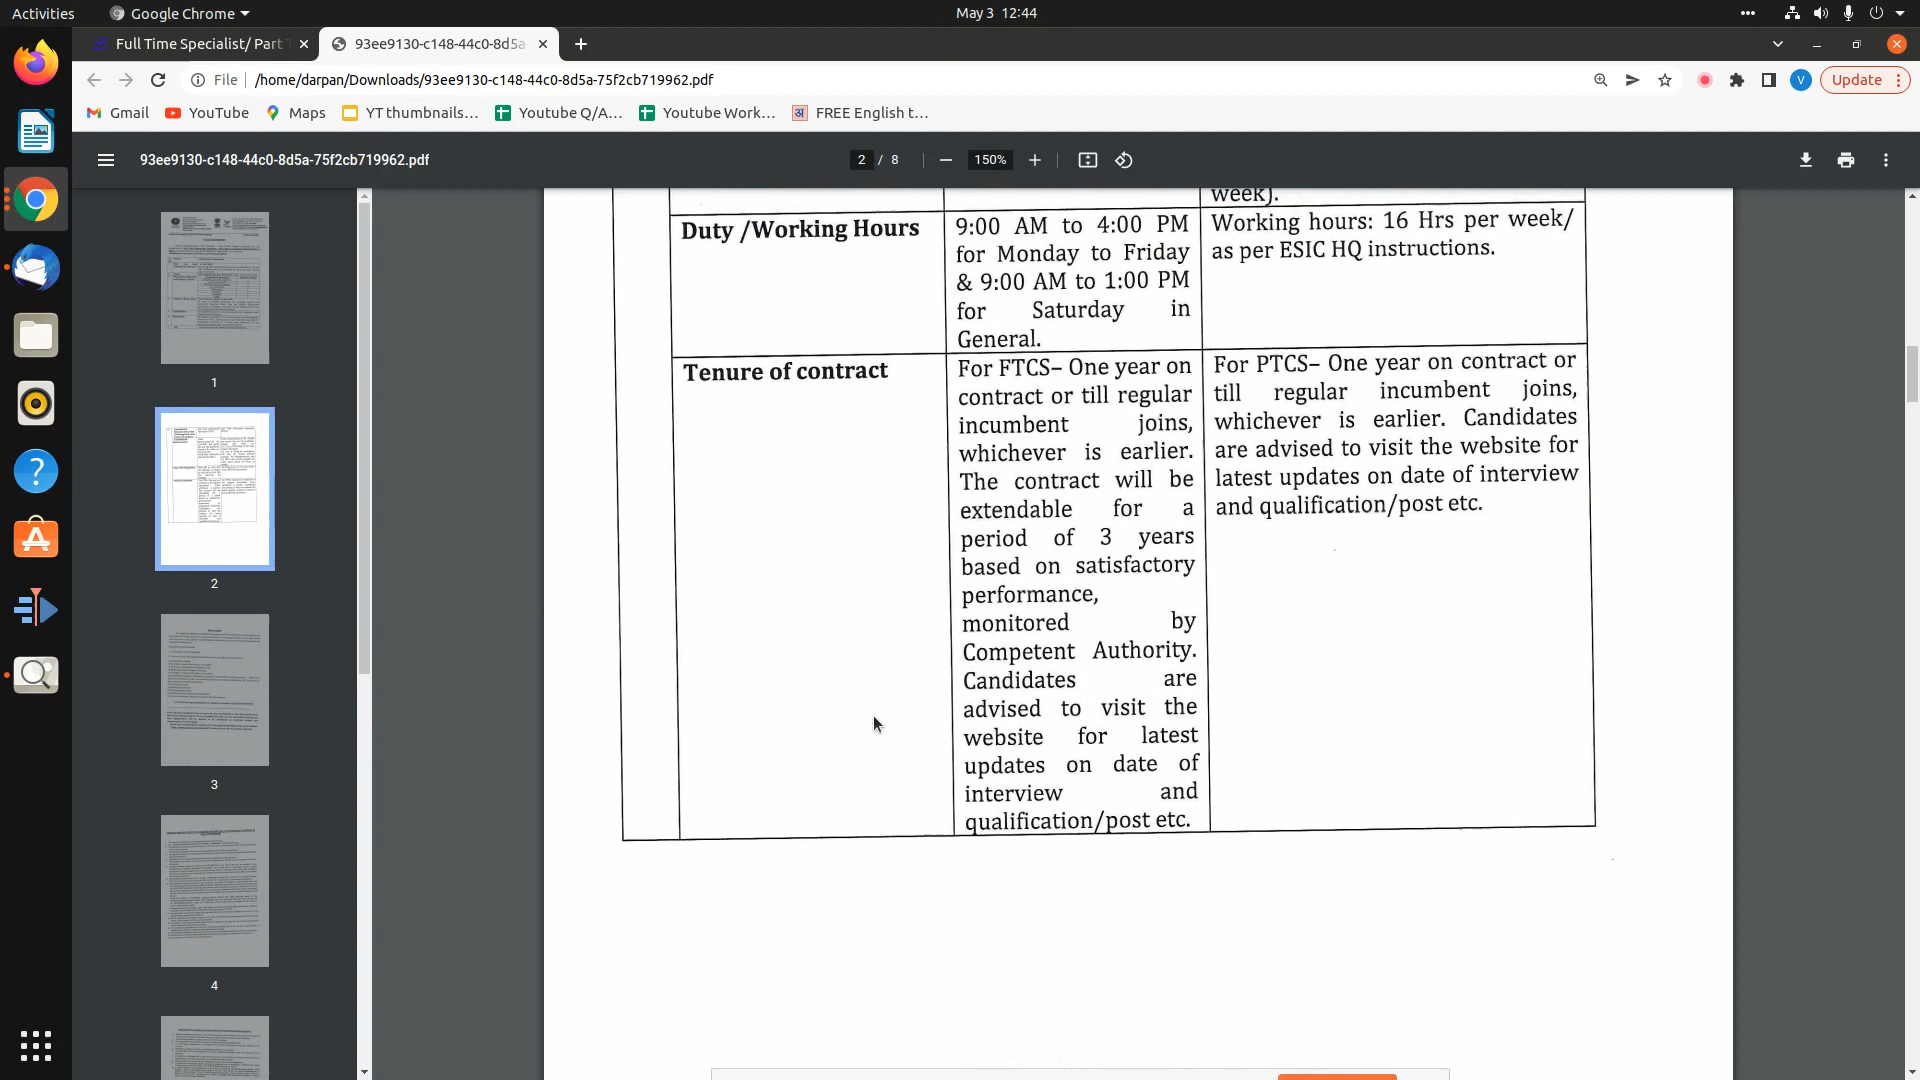 Activities
Google Chrome
May 3 12:44
Full Time Specialist/ Part T
93ee9130-c148-44c0-8d5a-
File
/home/darpan/Downloads/93ee9130-c148-44c0-8d5a-75f2cb719962.pdf
V
Update
Gmail
YouTube
Maps
YT thumbnails...
Youtube Q/A...
Youtube Work...
FREE English t...
93ee9130-c148-44c0-8d5a-75f2cb719962.pdf
2 / 8
150%
1
2
3
4
week).
Duty /Working Hours
9:00 AM to 4:00 PM
for Monday to Friday
& 9:00 AM to 1:00 PM
for Saturday in
General.
Working hours: 16 Hrs per week/
as per ESIC HQ instructions.
Tenure of contract
For FTCS– One year on
contract or till regular
incumbent joins,
whichever is earlier.
The contract will be
extendable for a
period of 3 years
based on satisfactory
performance,
monitored by
Competent Authority.
Candidates are
advised to visit the
website for latest
updates on date of
interview and
qualification/post etc.
For PTCS– One year on contract or
till regular incumbent joins,
whichever is earlier. Candidates
are advised to visit the website for
latest updates on date of interview
and qualification/post etc.